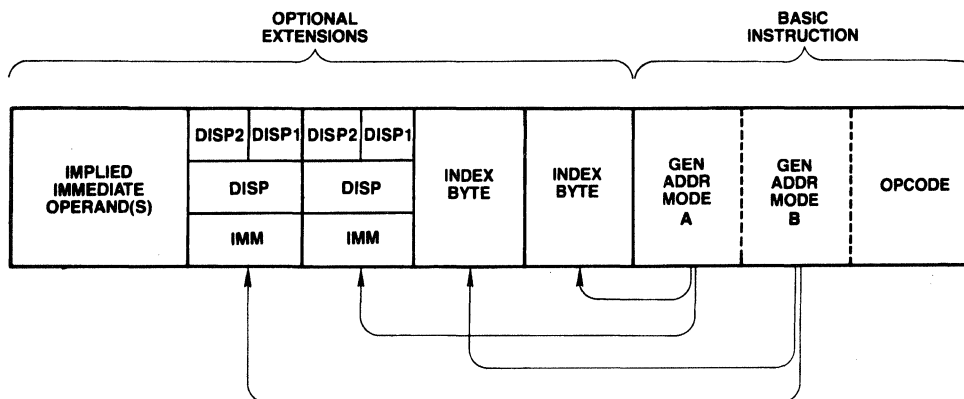 OPTIONAL
EXTENSIONS
BASIC
INSTRUCTION
IMPLIED
IMMEDIATE
OPERAND(S)
DISP2
DISP1
DISP
IMM
DISP2
DISP1
DISP
IMM
INDEX
BYTE
INDEX
BYTE
GEN
ADDR
MODE
A
GEN
ADDR
MODE
B
OPCODE